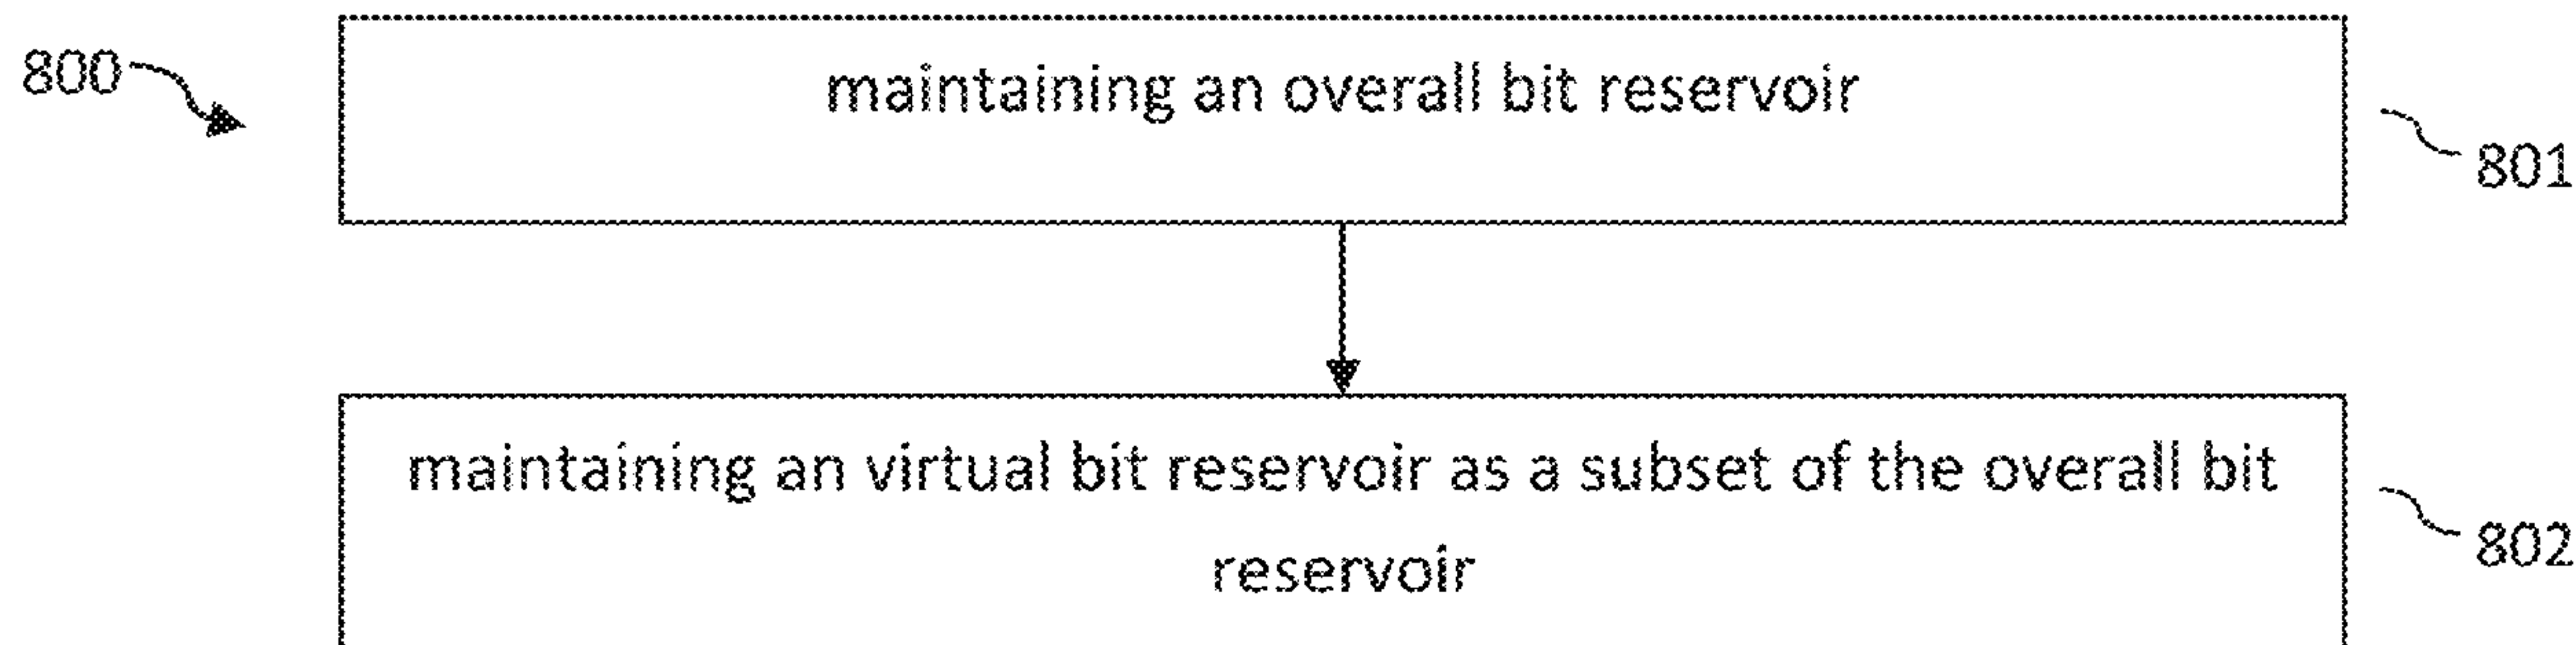 800
maintaining an overall bit reservoir
801
maintaining an virtual bit reservoir as a subset of the overall bit
reservoir
802